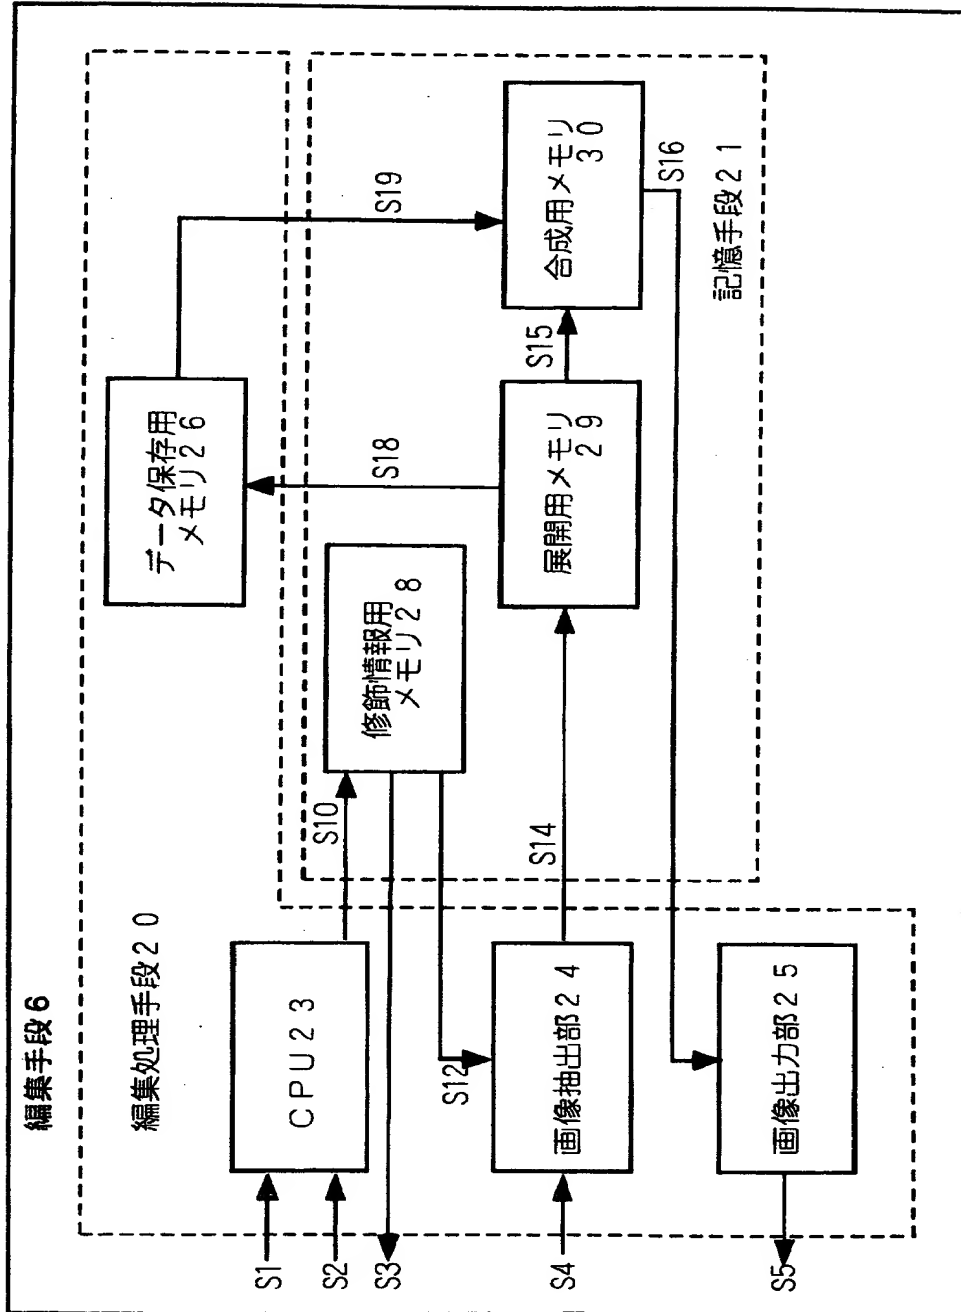 編集手段6
編集処理手段20
CPU23
画像抽出部24
画像出力部25
データ保存用
メモリ26
修飾情報用
メモリ28
展開用メモリ
29
合成用メモリ
30
記憶手段21
S1
S2
S3
S4
S5
S10
S12
S14
S15
S16
S18
S19